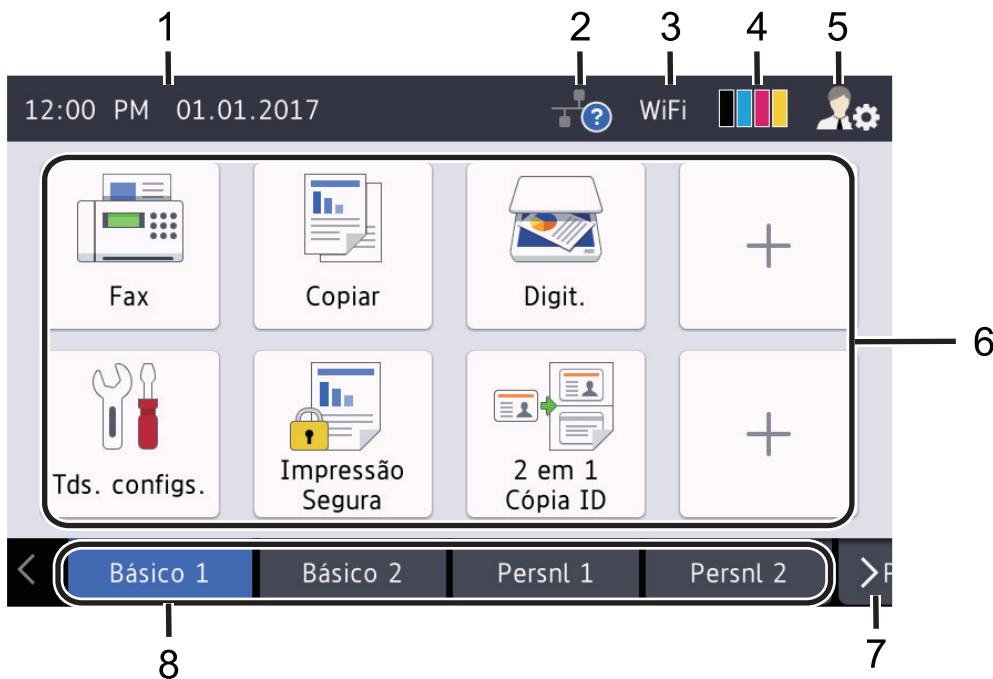 1 2 3 4 5
12:00 PM 01.01.2017 ? WiFi
Fax Copiar Digit. +
6
Tds. configs. Impressão Segura 2 em 1 Cópia ID +
< Básico 1 Básico 2 Persnl 1 Persnl 2 > P
8 7